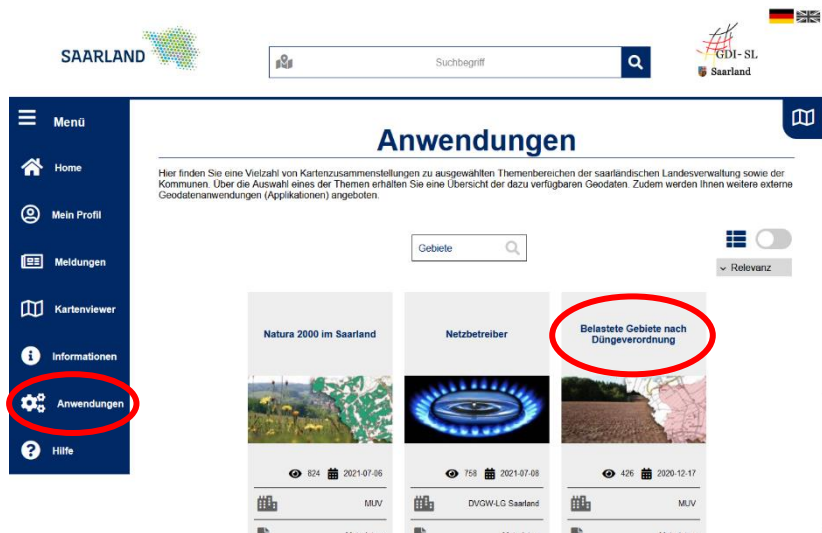 SAARLAND
Suchbegriff
GDI-SL
Saarland
Menü
Home
Mein Profil
Meldungen
Kartenviewer
Informationen
Anwendungen
Hilfe
Anwendungen
Hier finden Sie eine Vielzahl von Kartenzusammenstellungen zu ausgewählten Themenbereichen der saarländischen Landesverwaltung sowie der
Kommunen. Über die Auswahl eines der Themen erhalten Sie eine Übersicht der dazu verfügbaren Geodaten. Zudem werden Ihnen weitere externe
Geodatenanwendungen (Applikationen) angeboten.
Gebiete
Relevanz
Natura 2000 im Saarland
824 2021-07-06
MUV
Netzbetreiber
758 2021-07-08
DVGW-LG Saarland
Belastete Gebiete nach
Düngeverordnung
426 2020-12-17
MUV